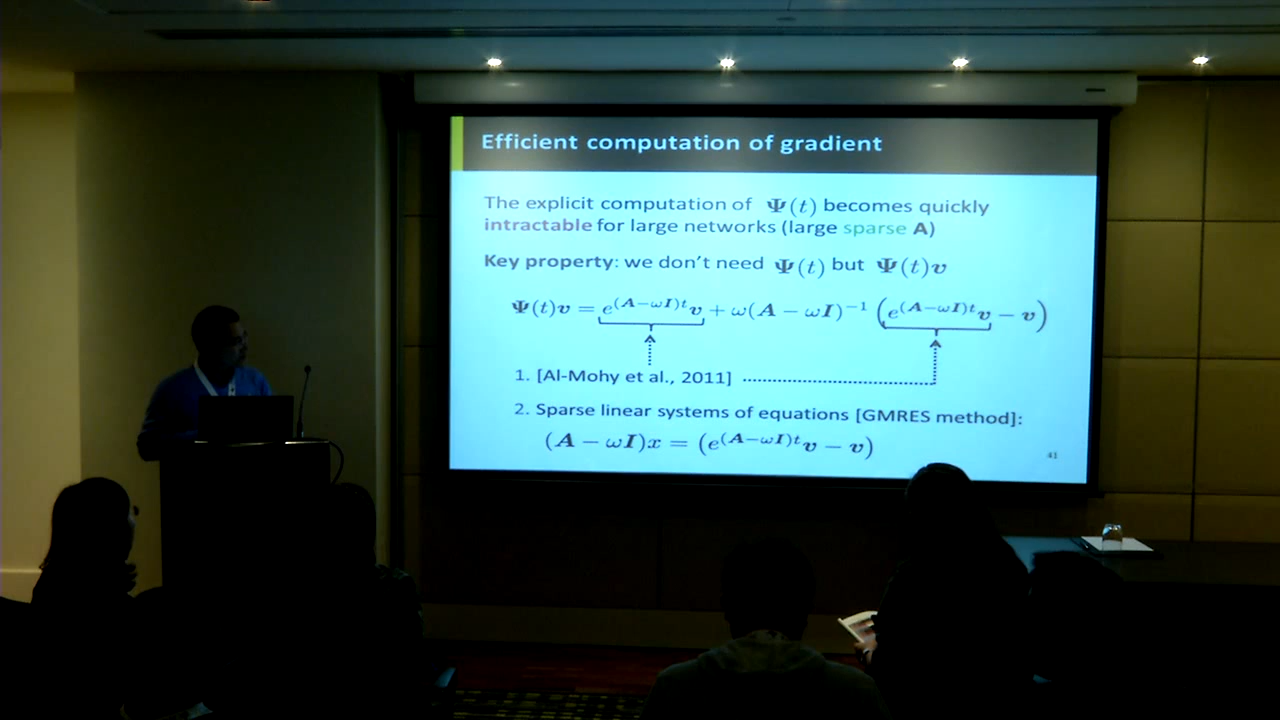 Efficient computation of gradient
The explicit computation of Ψ(t) becomes quickly
intractable for large networks (large sparse A)
Key property: we don't need Ψ(t) but Ψ(t)v
Ψ(t)v = e^{(A−ωI)t}v + ω(A − ωI)^{−1} (e^{(A−ωI)t}v − v)
1. [Al-Mohy et al., 2011]
2. Sparse linear systems of equations [GMRES method]:
(A − ωI)x = (e^{(A−ωI)t}v − v)
41